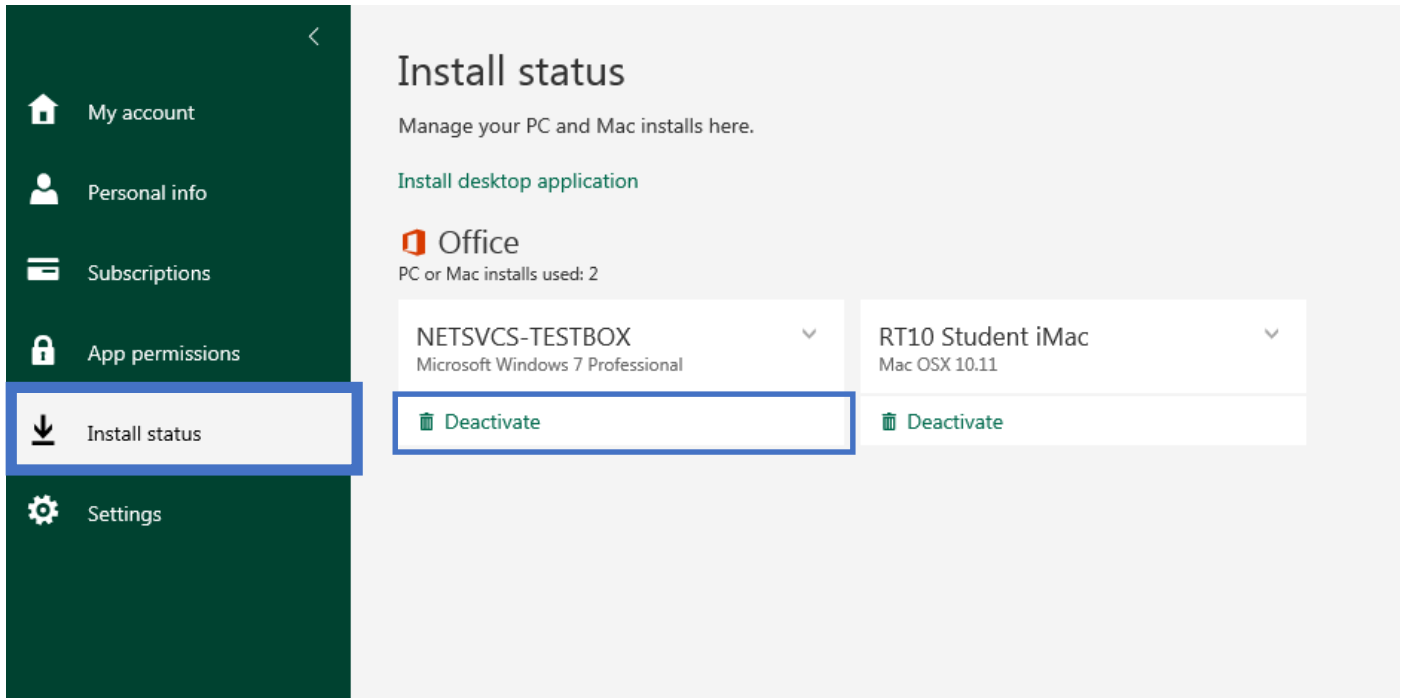 My account
Personal info
Subscriptions
App permissions
Install status
Settings
Install status
Manage your PC and Mac installs here.
Install desktop application
Office
PC or Mac installs used: 2
NETSVCS-TESTBOX
Microsoft Windows 7 Professional
Deactivate
RT10 Student iMac
Mac OSX 10.11
Deactivate